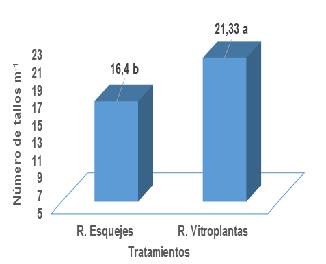 Número de tallos m⁻¹
23
21
19
17
15
13
11
9
7
5
16,4 b
21,33 a
R. Esquejes
R. Vitroplantas
Tratamientos